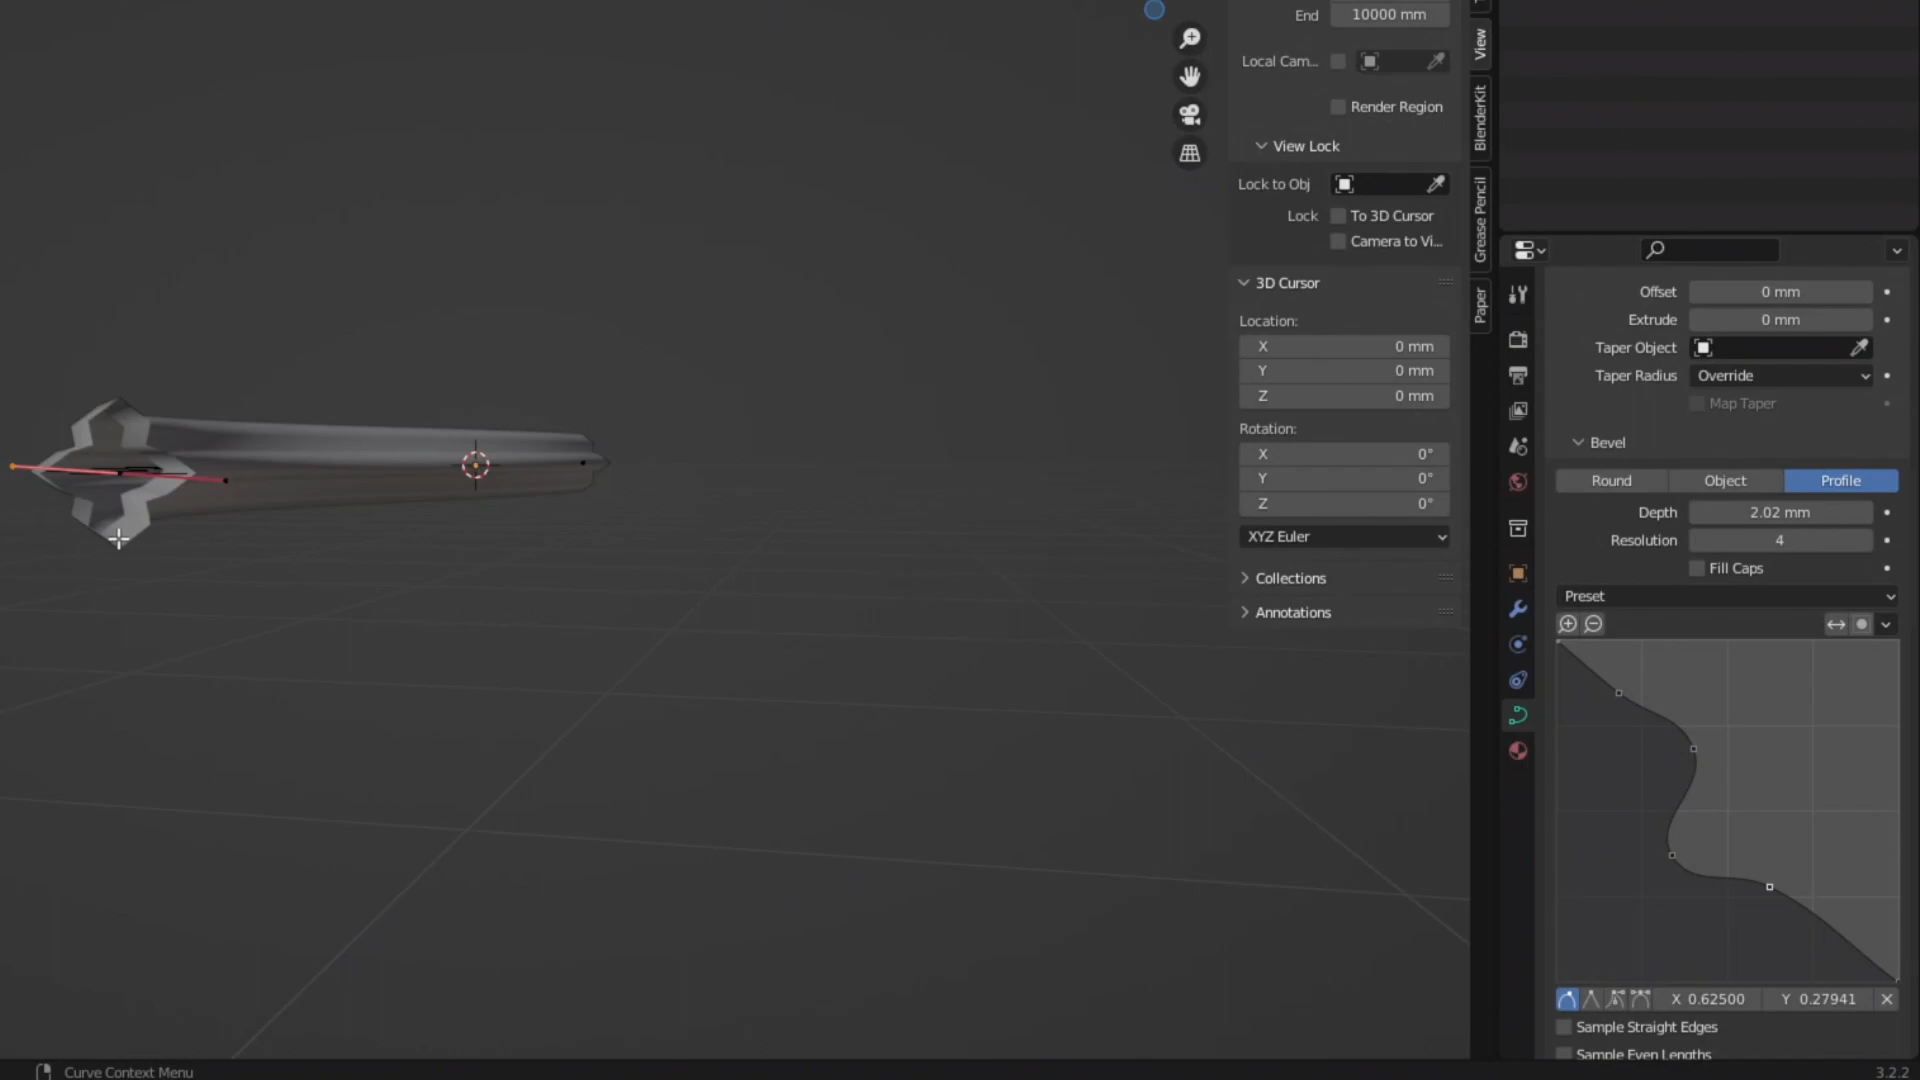 End 10000 mm
Local Cam...
Render Region
View Lock
Lock to Obj
Lock To 3D Cursor
Camera to Vi...
3D Cursor
Location:
X 0 mm
Y 0 mm
Z 0 mm
Rotation:
X 0°
Y 0°
Z 0°
XYZ Euler
Collections
Annotations
View
BlenderKit
Grease Pencil
Paper
Offset 0 mm
Extrude 0 mm
Taper Object
Taper Radius Override
Map Taper
Bevel
Round Object Profile
Depth 2.02 mm
Resolution 4
Fill Caps
Preset
X 0.62500 Y 0.27941
Sample Straight Edges
Sample Even Lengths
Curve Context Menu
3.2.2